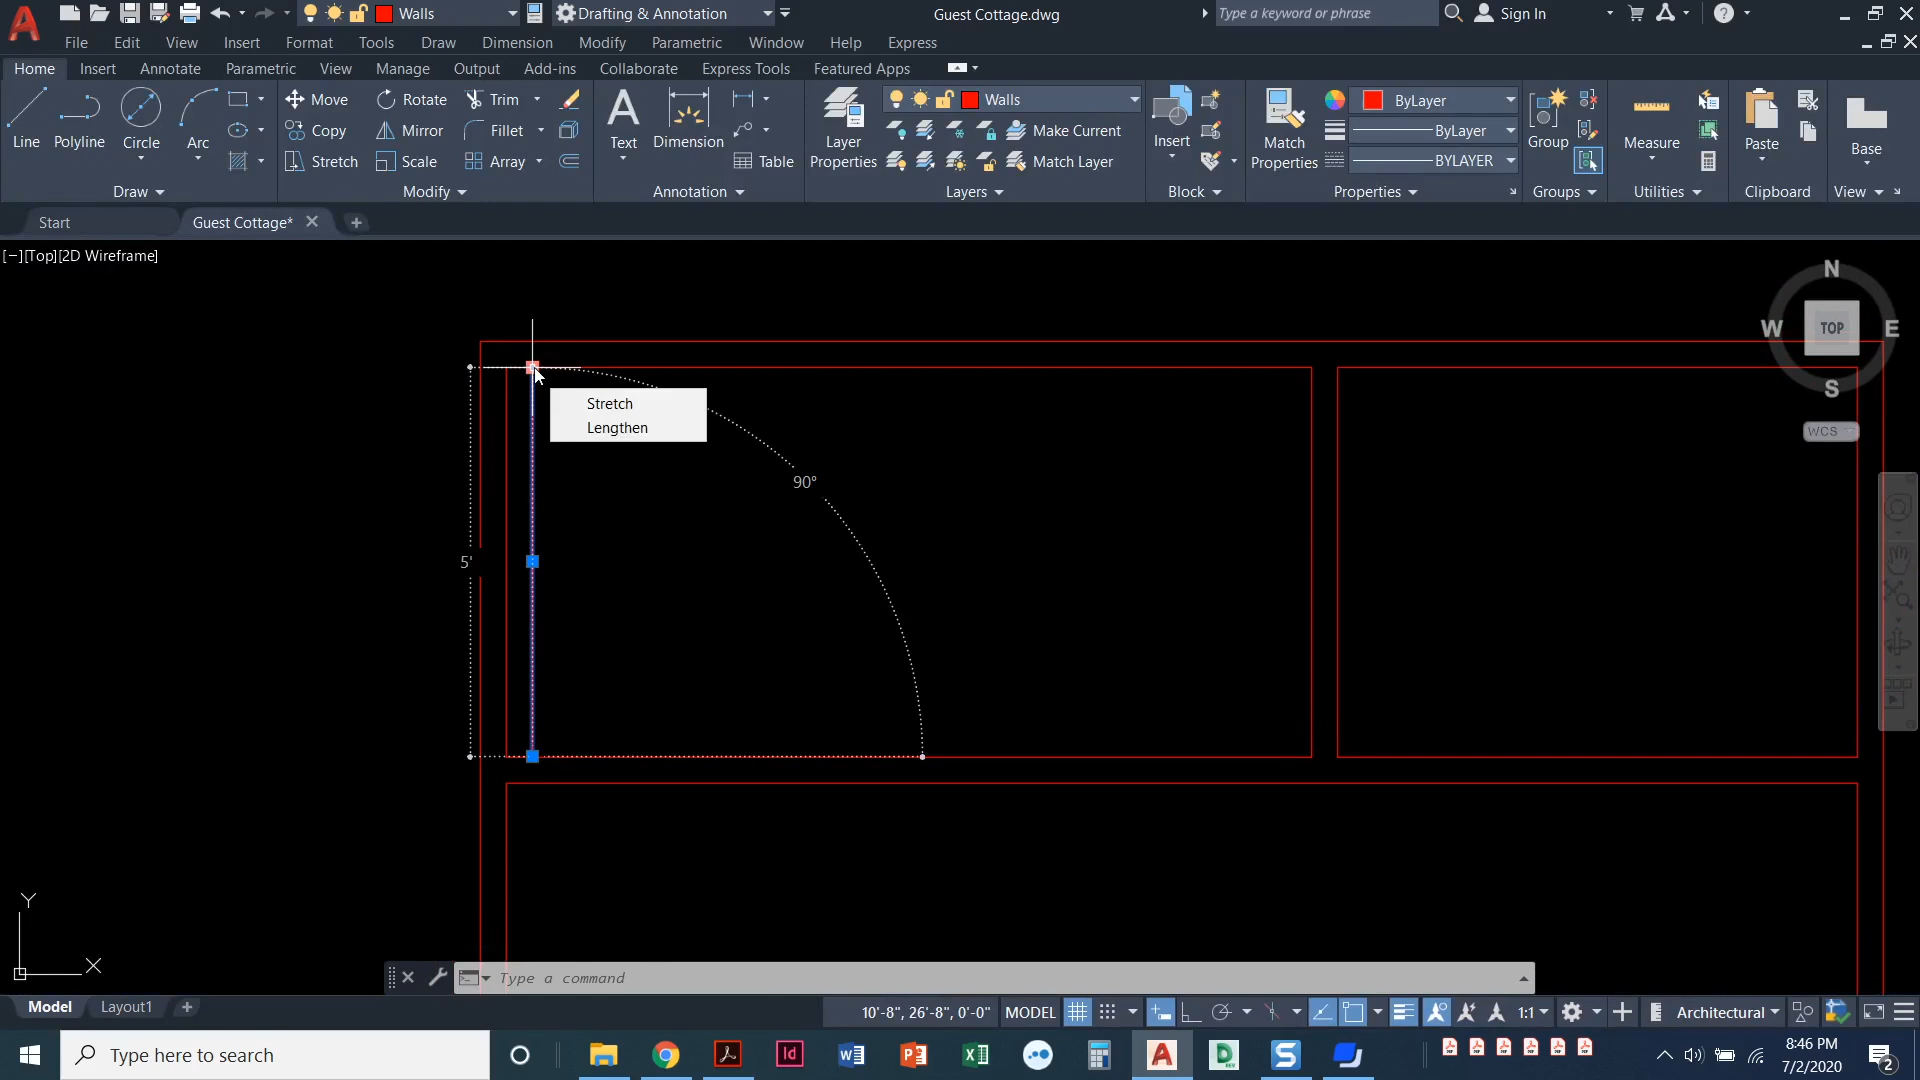 Walls
Drafting & Annotation
Guest Cottage.dwg
Type a keyword or phrase
Sign In
File Edit View Insert Format Tools Draw Dimension Modify Parametric Window Help Express
Home Insert Annotate Parametric View Manage Output Add-ins Collaborate Express Tools Featured Apps
Line
Polyline
Circle
Arc
Draw
Move
Rotate
Trim
Copy
Mirror
Fillet
Stretch
Scale
Array
Modify
Text
Dimension
Table
Annotation
Layer
Properties
Walls
Make Current
Match Layer
Layers
Insert
Block
Match
Properties
ByLayer
ByLayer
BYLAYER
Properties
Group
Groups
Measure
Utilities
Paste
Clipboard
Base
View
Start
Guest Cottage*
[−][Top][2D Wireframe]
N
W
TOP
E
S
WCS
Stretch
Lengthen
90°
5'
Y
X
Type a command
Model
Layout1
10'-8", 26'-8", 0'-0"
MODEL
1:1
Architectural
Type here to search
8:46 PM
7/2/2020
2